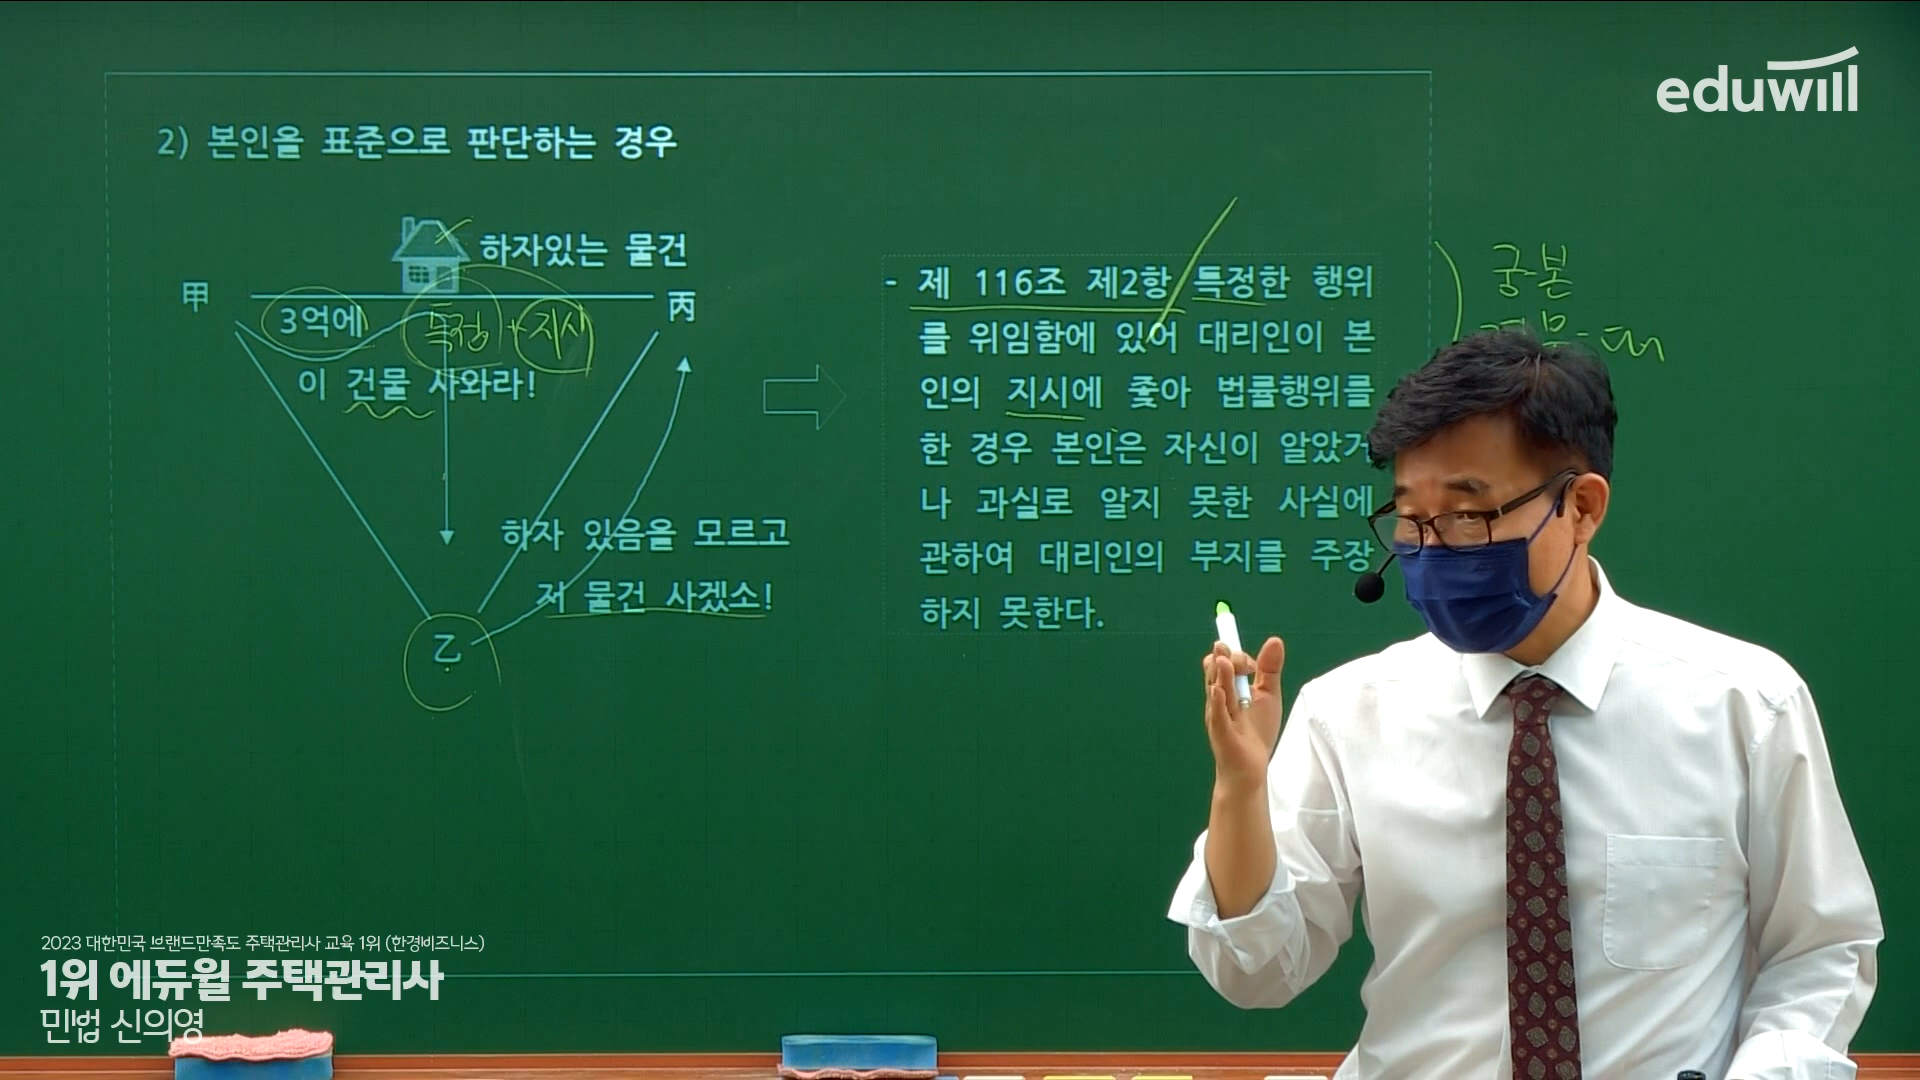 eduwill
2) 본인을 표준으로 판단하는 경우
하자있는 물건
甲
丙
3억에
특정 + 지시
이 건물 사와라!
하자 있음을 모르고
저 물건 사겠소!
乙
- 제 116조 제2항 특정한 행위
를 위임함에 있어 대리인이 본
인의 지시에 좇아 법률행위를
한 경우 본인은 자신이 알았거
나 과실로 알지 못한 사실에
관하여 대리인의 부지를 주장
하지 못한다.
궁본
2023 대한민국 브랜드만족도 주택관리사 교육 1위 (한경비즈니스)
1위 에듀윌 주택관리사
민법 신의영